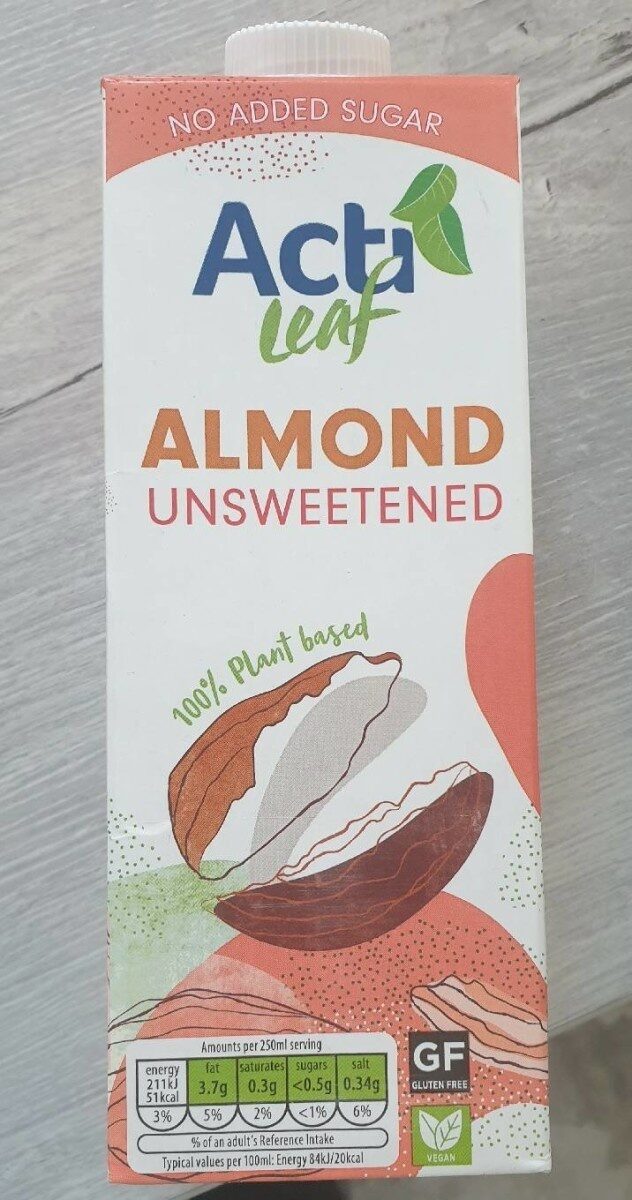 NO ADDED SUGAR
Acti
Leaf
ALMOND
UNSWEETENED
100% Plant based
Amounts per 250ml serving
energy fat saturates sugars salt
211kJ 3.7g 0.3g <0.5g 0.34g
51kcal
3% 5% 2% <1% 6%
% of an adult's Reference Intake
Typical values per 100ml: Energy 84kJ/20kcal
GF
GLUTEN FREE
VEGAN